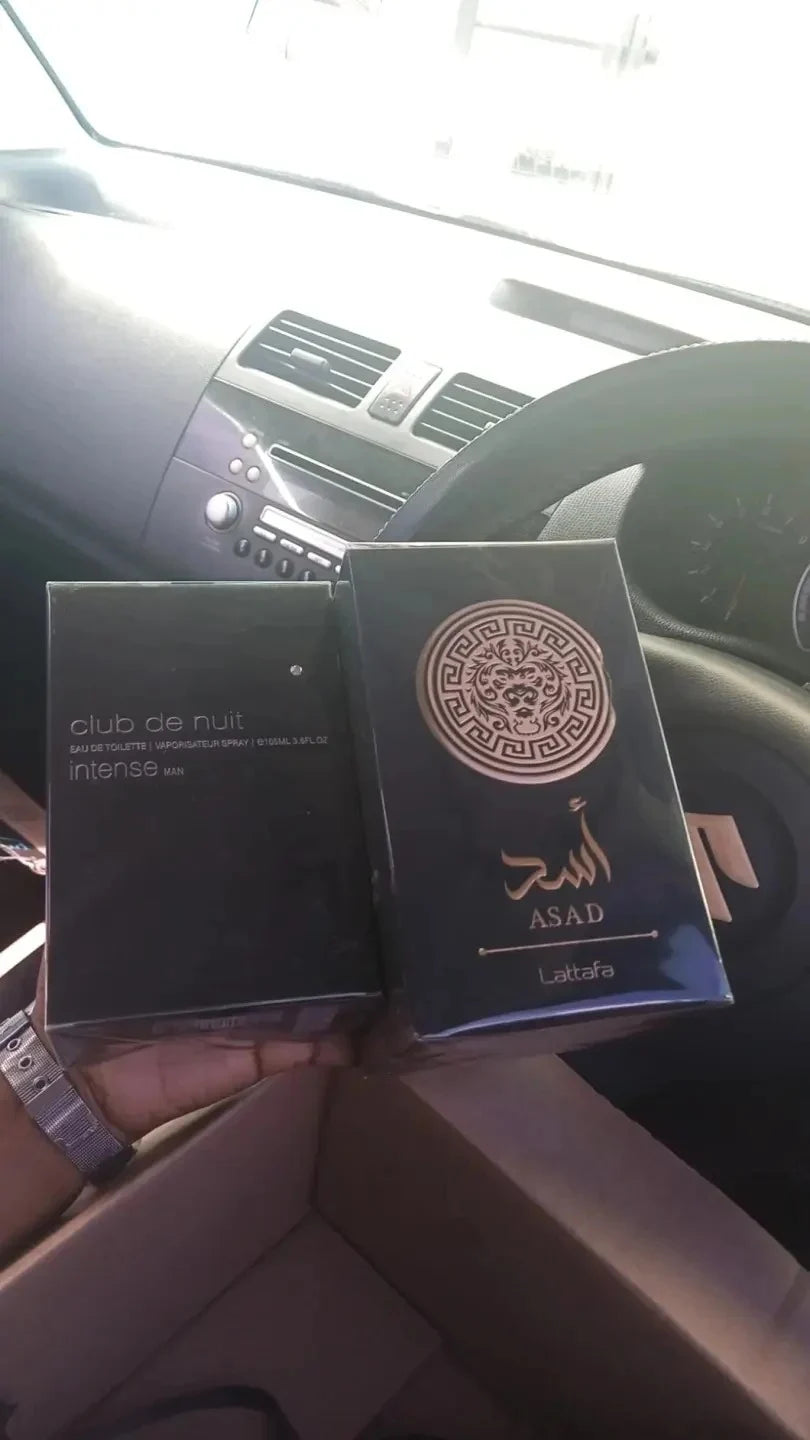 club de nuit
EAU DE TOILETTE | VAPORISATEUR SPRAY | ℮105ML 3.6FL.OZ
intense MAN
أسد
ASAD
Lattafa